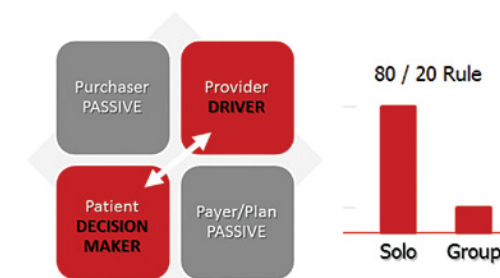 Purchaser
PASSIVE
Provider
DRIVER
Patient
DECISION
MAKER
Payer/Plan
PASSIVE
80 / 20 Rule
Solo
Group